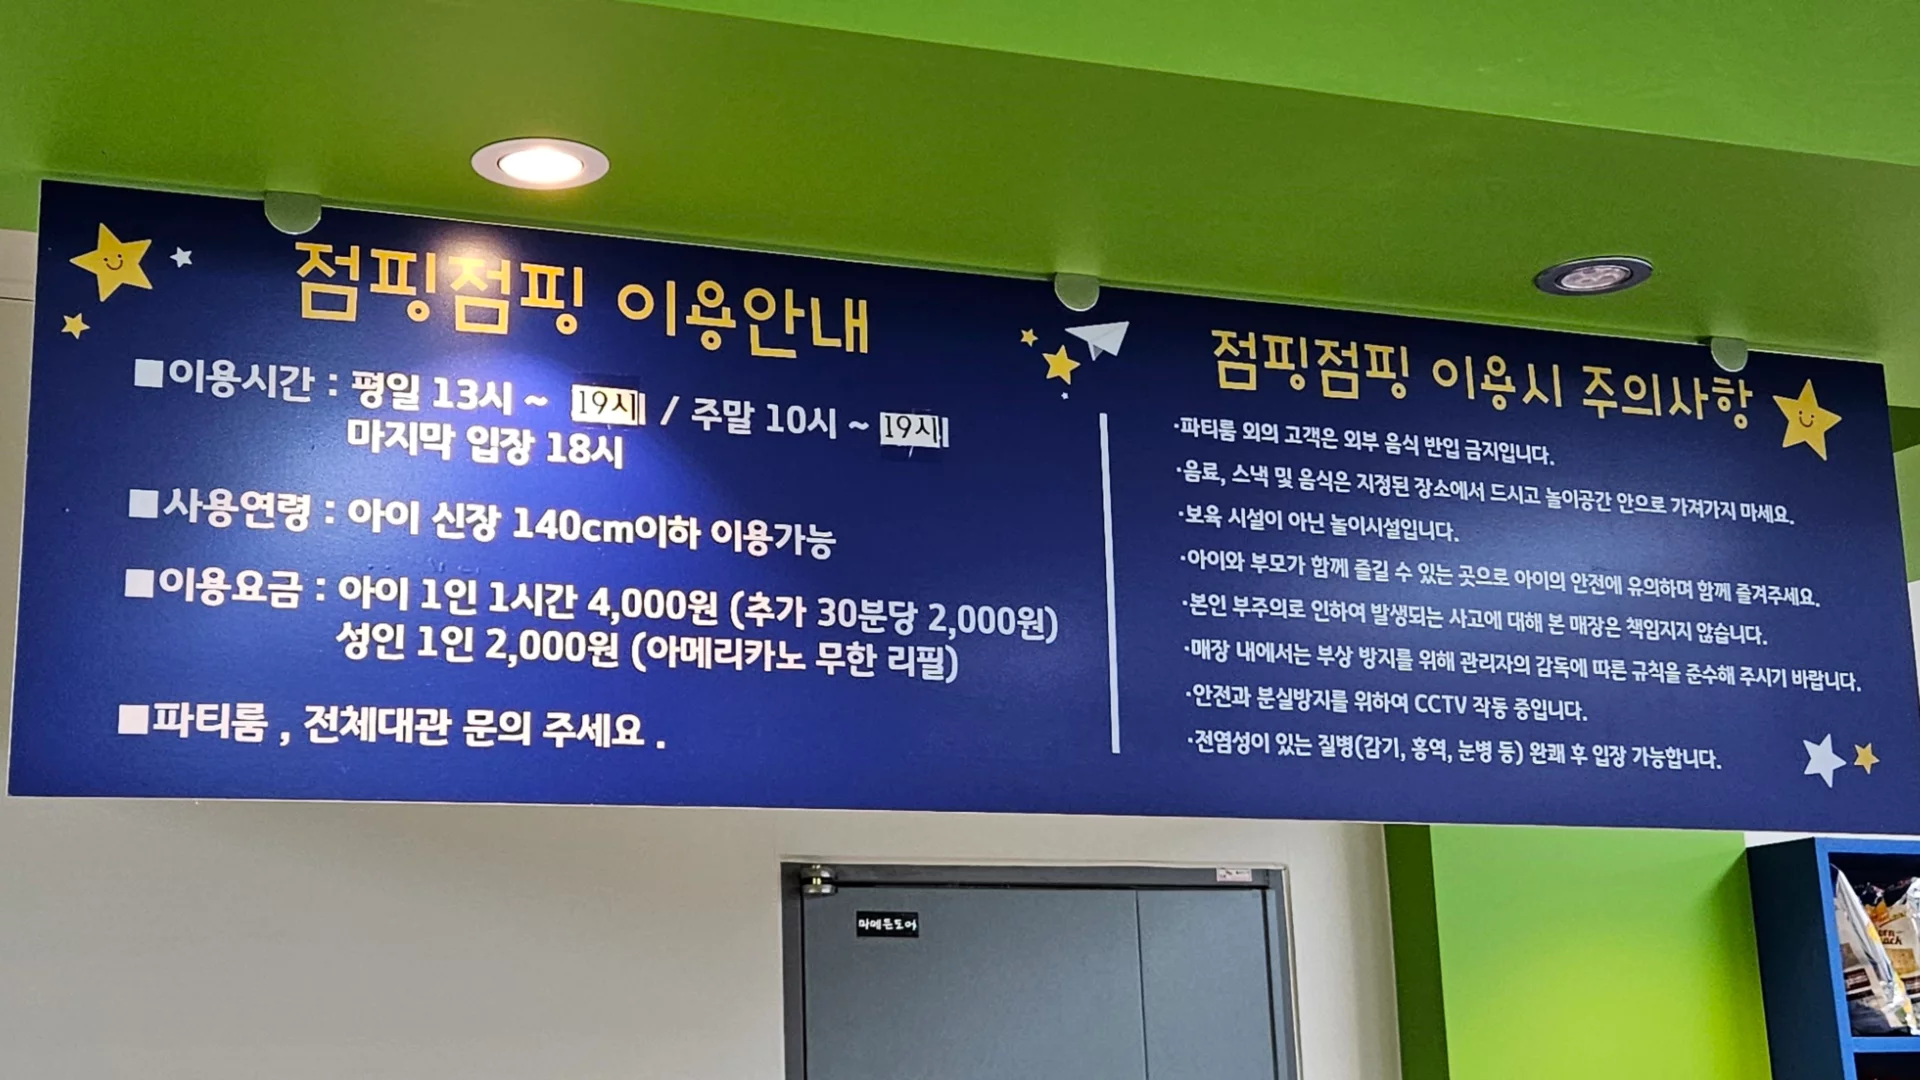 점핑점핑 이용안내
■이용시간 : 평일 13시 ~ 19시 / 주말 10시 ~ 19시
마지막 입장 18시
■사용연령 : 아이 신장 140cm이하 이용가능
■이용요금 : 아이 1인 1시간 4,000원 (추가 30분당 2,000원)
성인 1인 2,000원 (아메리카노 무한 리필)
■파티룸 , 전체대관 문의 주세요 .
점핑점핑 이용시 주의사항
·파티룸 외의 고객은 외부 음식 반입 금지입니다.
·음료, 스낵 및 음식은 지정된 장소에서 드시고 놀이공간 안으로 가져가지 마세요.
·보육 시설이 아닌 놀이시설입니다.
·아이와 부모가 함께 즐길 수 있는 곳으로 아이의 안전에 유의하며 함께 즐겨주세요.
·본인 부주의로 인하여 발생되는 사고에 대해 본 매장은 책임지지 않습니다.
·매장 내에서는 부상 방지를 위해 관리자의 감독에 따른 규칙을 준수해 주시기 바랍니다.
·안전과 분실방지를 위하여 CCTV 작동 중입니다.
·전염성이 있는 질병(감기, 홍역, 눈병 등) 완쾌 후 입장 가능합니다.